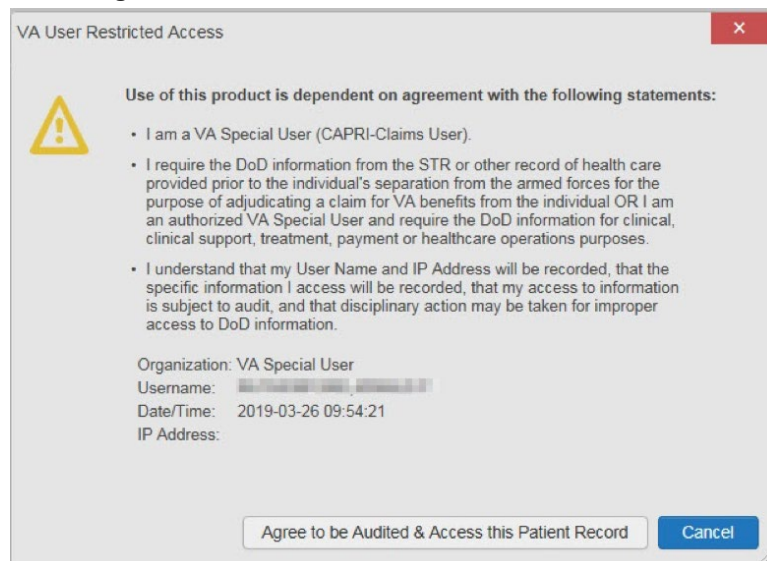 VA User Restricted Access
Use of this product is dependent on agreement with the following statements:
• I am a VA Special User (CAPRI-Claims User).
• I require the DoD information from the STR or other record of health care
provided prior to the individual's separation from the armed forces for the
purpose of adjudicating a claim for VA benefits from the individual OR I am
an authorized VA Special User and require the DoD information for clinical,
clinical support, treatment, payment or healthcare operations purposes.
• I understand that my User Name and IP Address will be recorded, that the
specific information I access will be recorded, that my access to information
is subject to audit, and that disciplinary action may be taken for improper
access to DoD information.
Organization: VA Special User
Username:
Date/Time: 2019-03-26 09:54:21
IP Address:
Agree to be Audited & Access this Patient Record Cancel